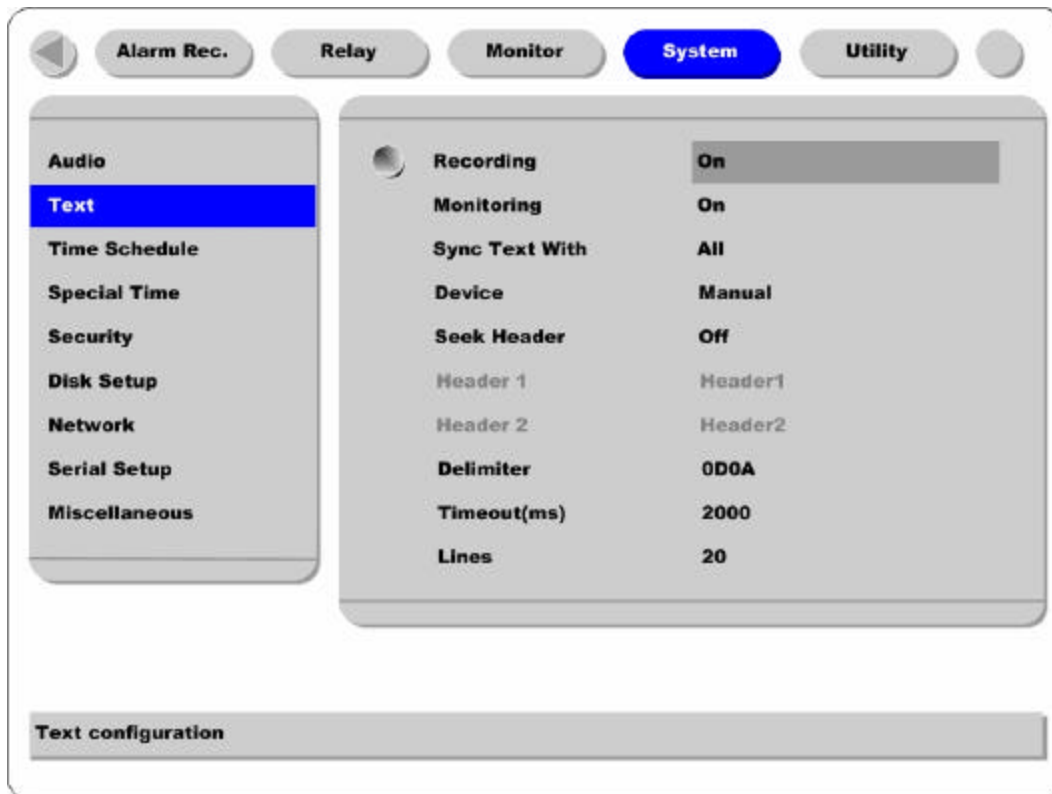 Alarm Rec. Relay Monitor System Utility
Audio
Text
Time Schedule
Special Time
Security
Disk Setup
Network
Serial Setup
Miscellaneous
Recording On
Monitoring On
Sync Text With All
Device Manual
Seek Header Off
Header 1 Header1
Header 2 Header2
Delimiter 0D0A
Timeout(ms) 2000
Lines 20
Text configuration